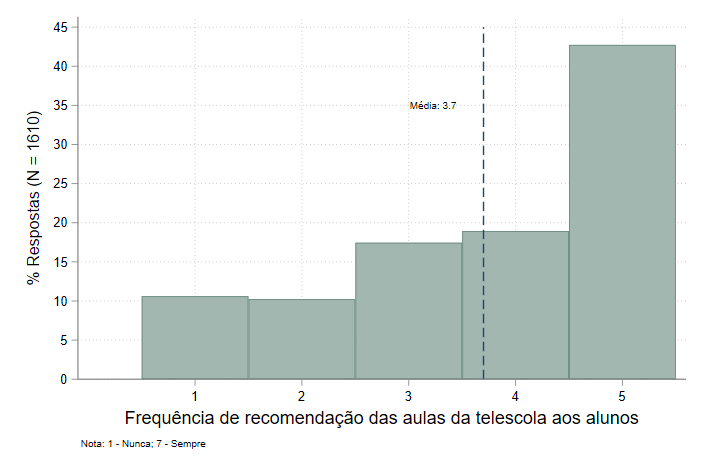 45
40
35
30
25
20
15
10
5
0
% Respostas (N = 1610)
Média: 3.7
1 2 3 4 5
Frequência de recomendação das aulas da telescola aos alunos
Nota: 1 - Nunca; 7 - Sempre